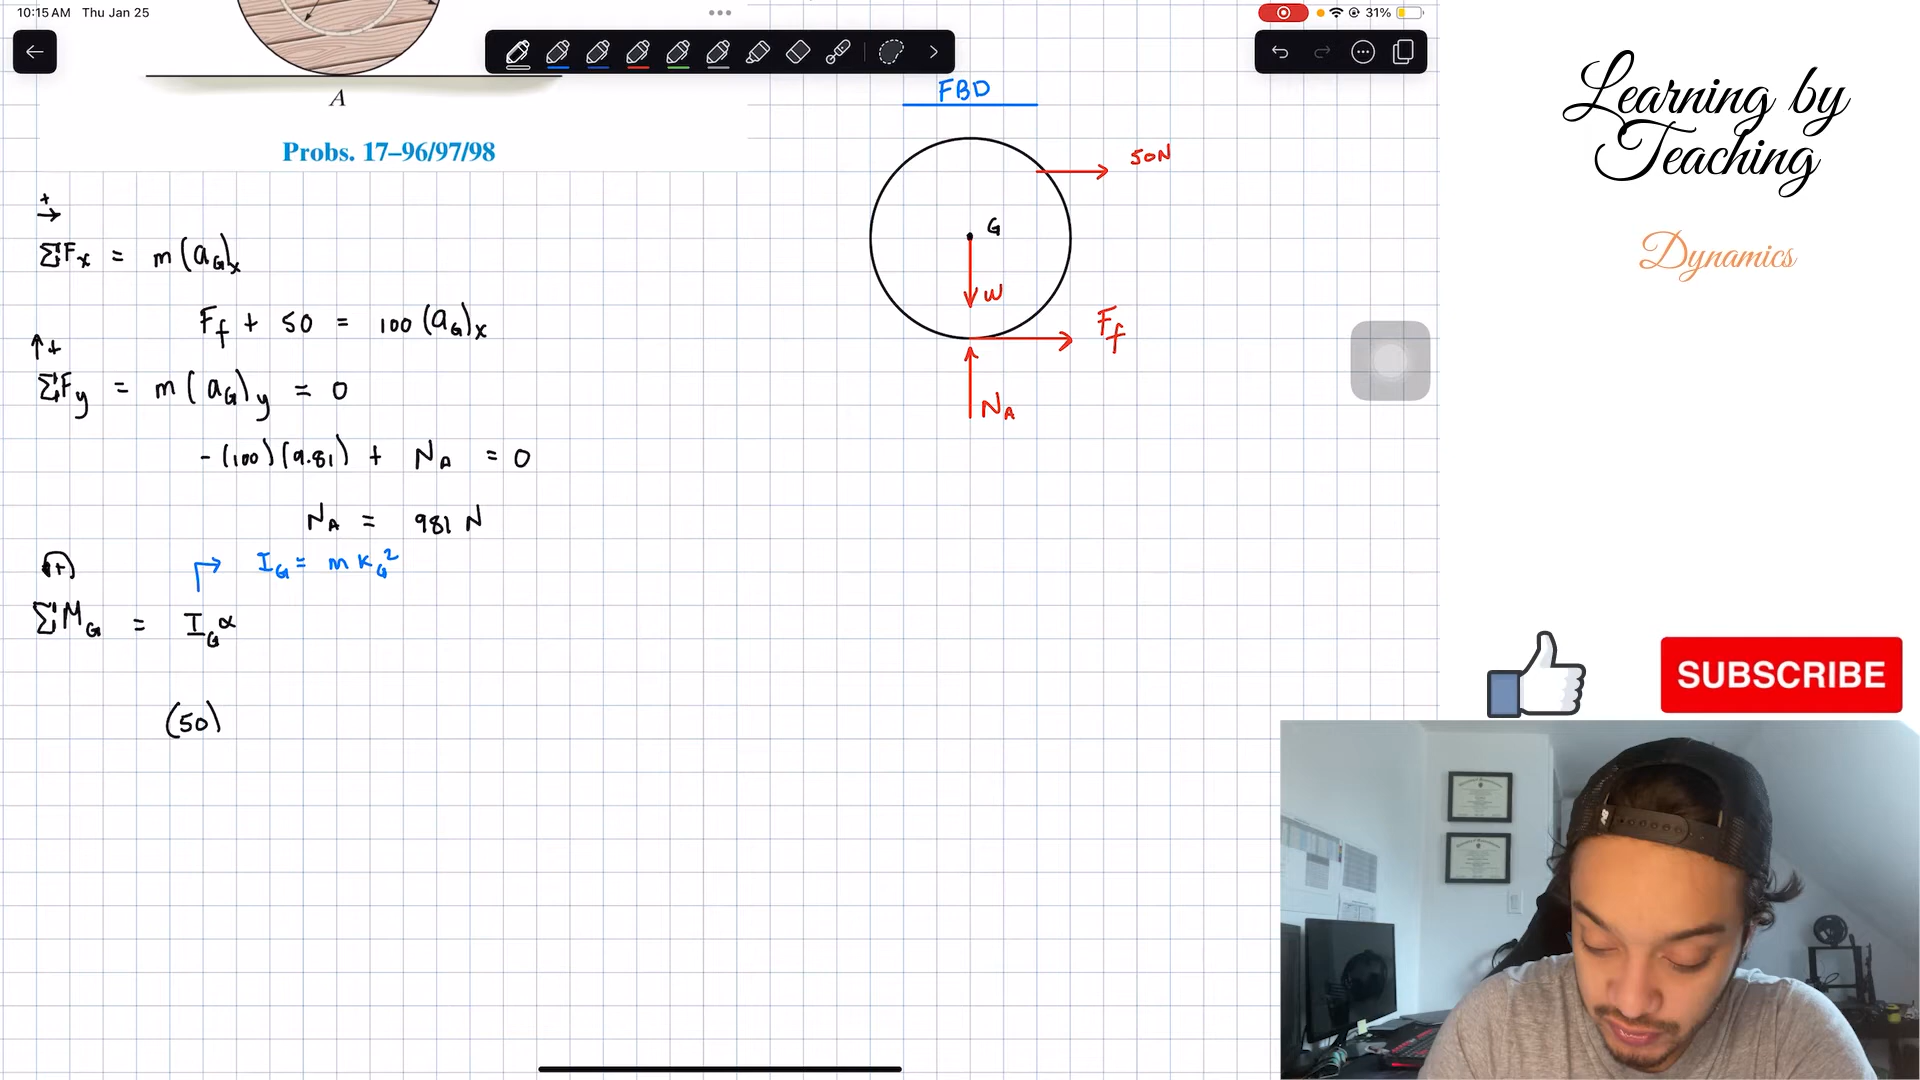 10:15 AM Thu Jan 25
31%
A
Probs. 17–96/97/98
FBD
50N
G
W
Ff
NA
+
→
ΣFx = m(aG)x
Ff + 50 = 100(aG)x
↑+
ΣFy = m(aG)y = 0
-(100)(9.81) + NA = 0
NA = 981 N
IG = mkG²
+
ΣMG = IGα
(50)
Learning by
Teaching
Dynamics
SUBSCRIBE